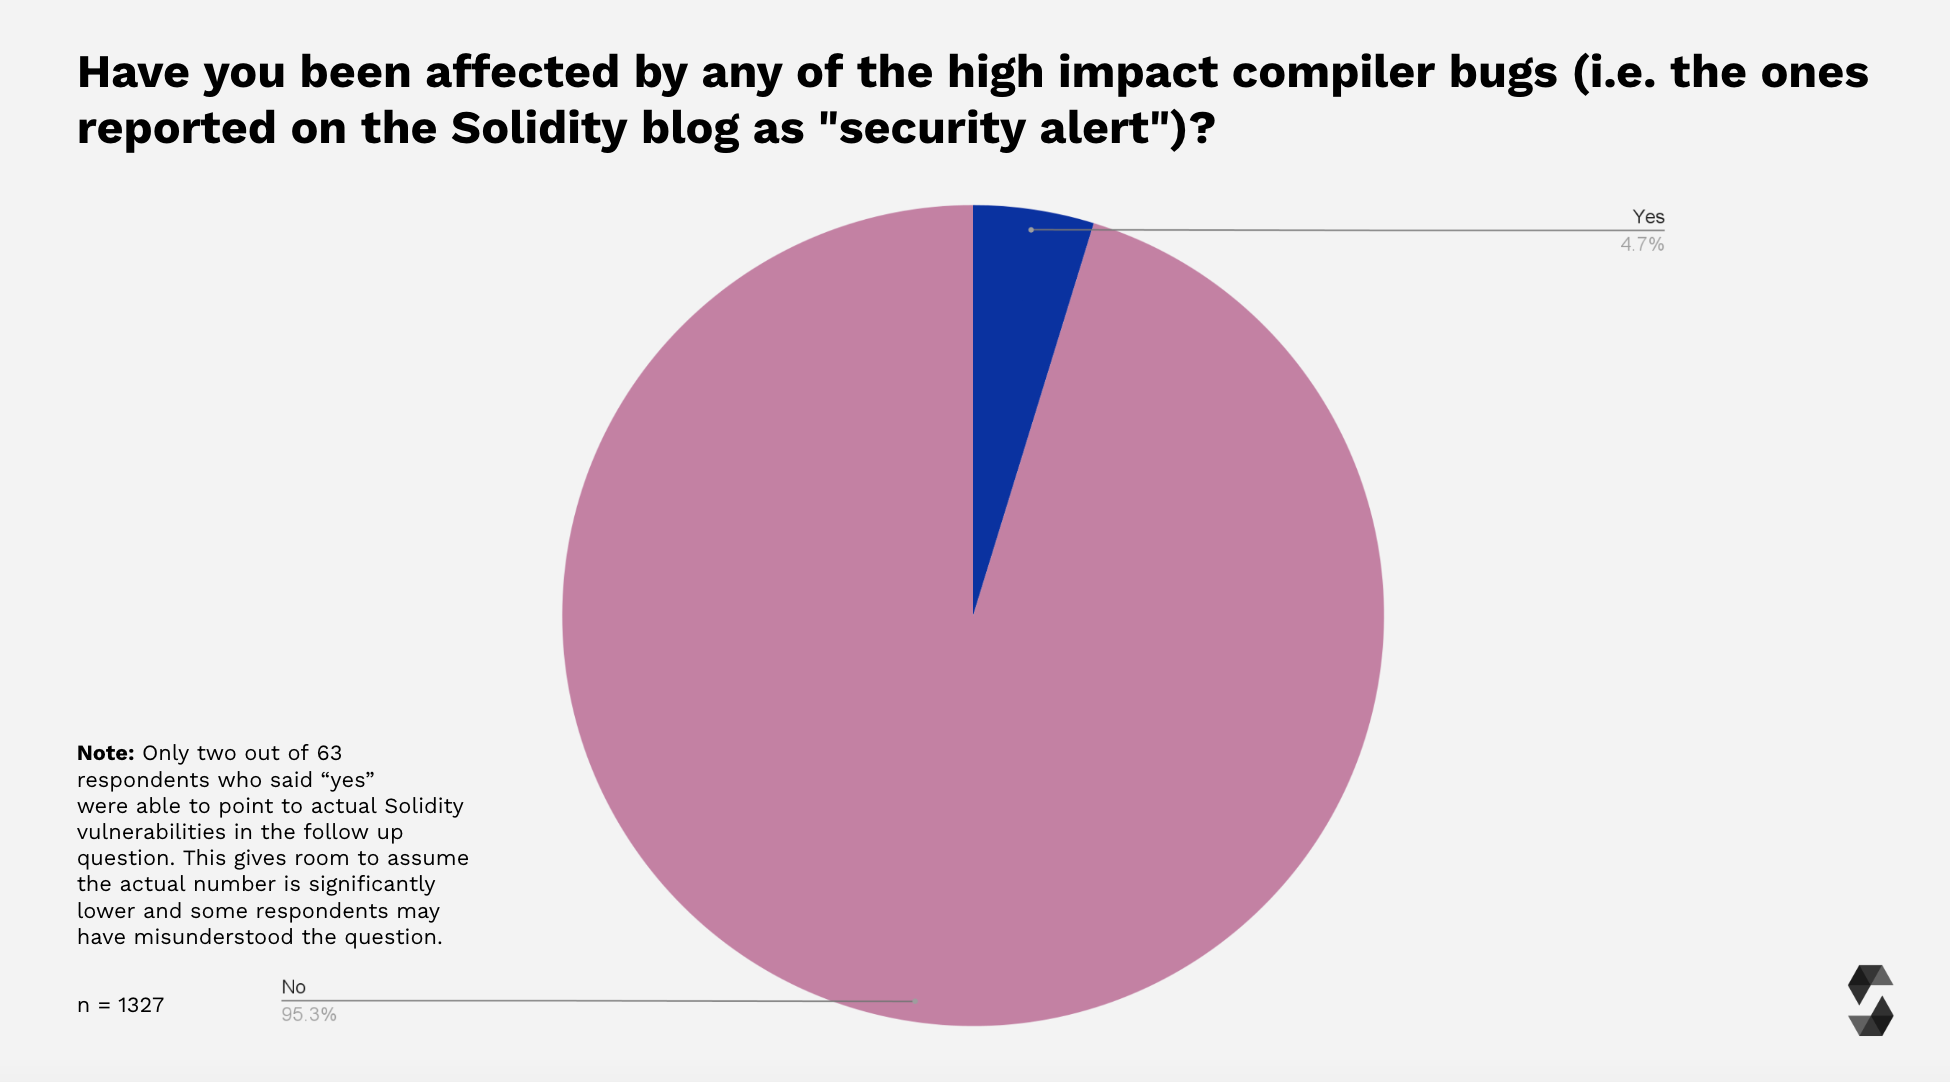 Have you been affected by any of the high impact compiler bugs (i.e. the ones
reported on the Solidity blog as "security alert")?
Yes
4.7%
Note: Only two out of 63
respondents who said “yes”
were able to point to actual Solidity
vulnerabilities in the follow up
question. This gives room to assume
the actual number is significantly
lower and some respondents may
have misunderstood the question.
No
95.3%
n = 1327